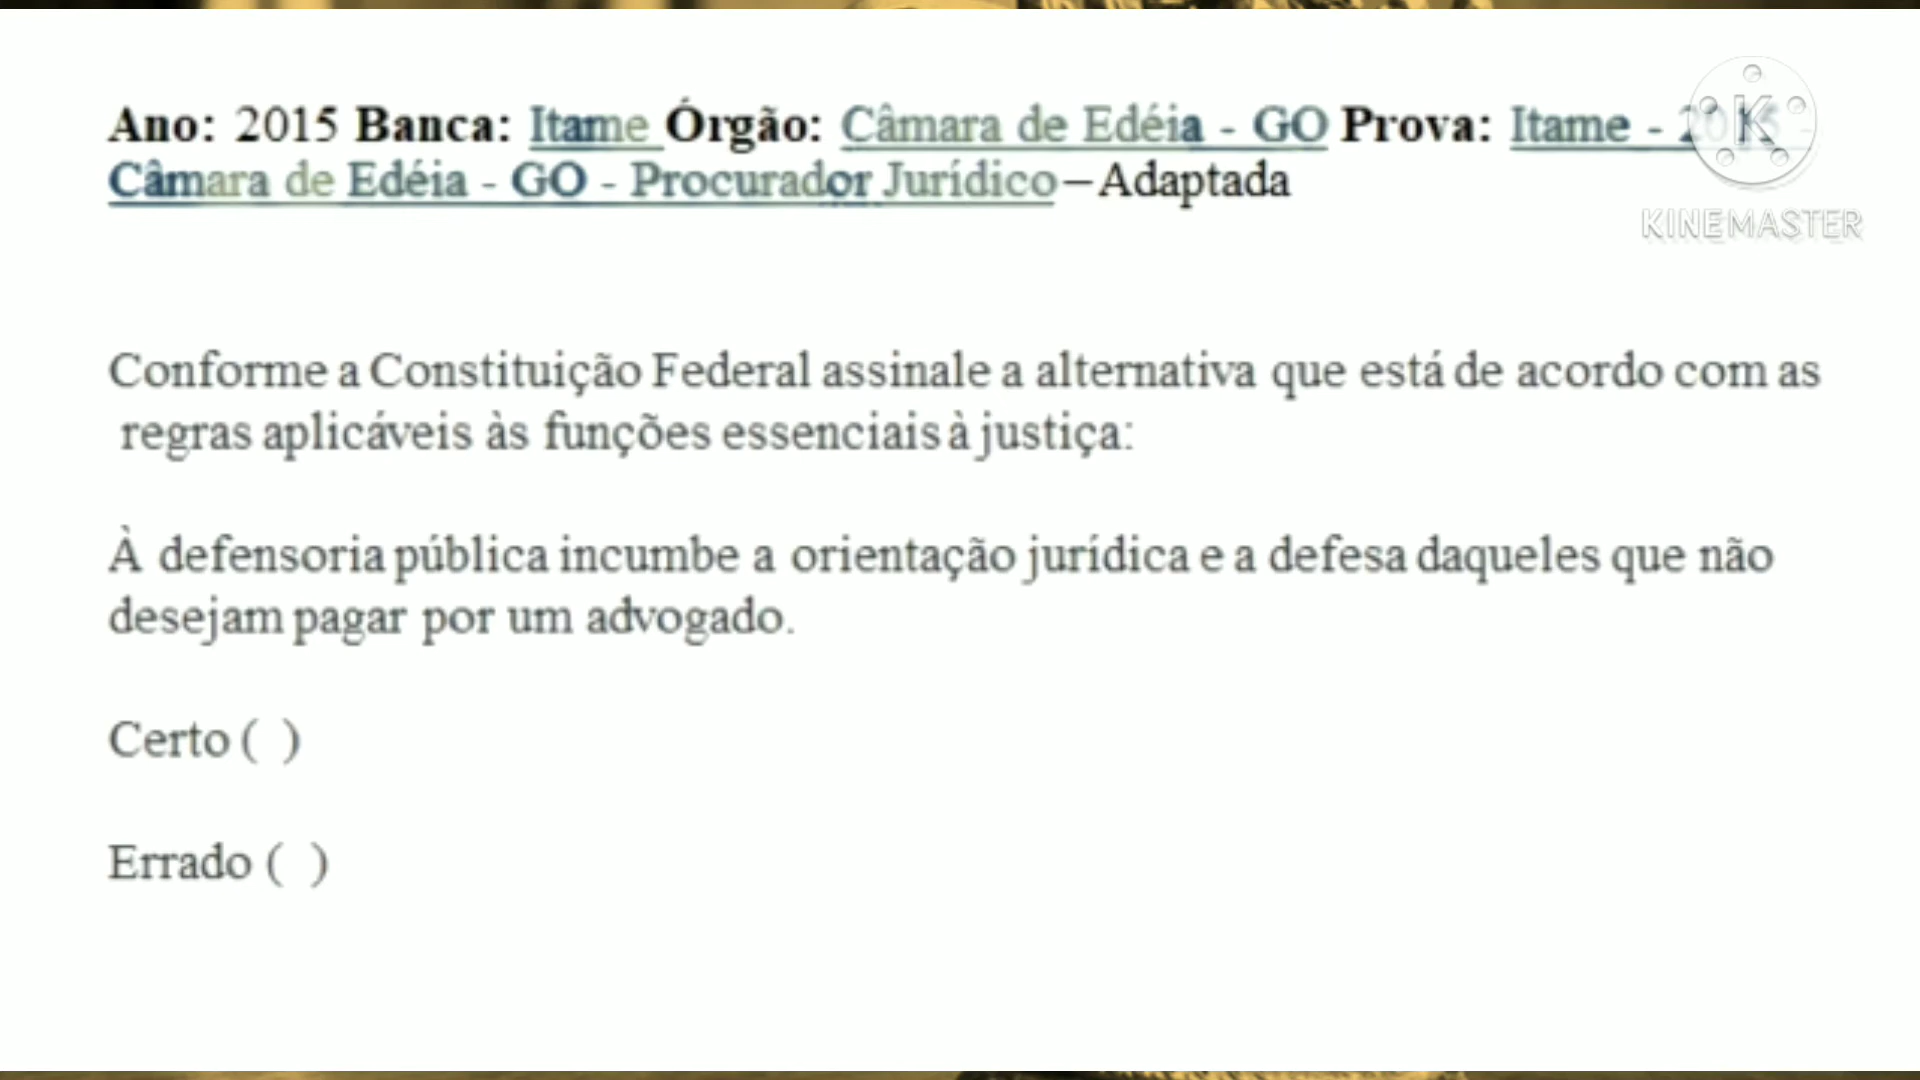 Ano: 2015 Banca: Itame Órgão: Câmara de Edéia - GO Prova: Itame - 2015 -
Câmara de Edéia - GO - Procurador Jurídico – Adaptada
KINEMASTER
Conforme a Constituição Federal assinale a alternativa que está de acordo com as
regras aplicáveis às funções essenciais à justiça:
À defensoria pública incumbe a orientação jurídica e a defesa daqueles que não
desejam pagar por um advogado.
Certo ( )
Errado ( )